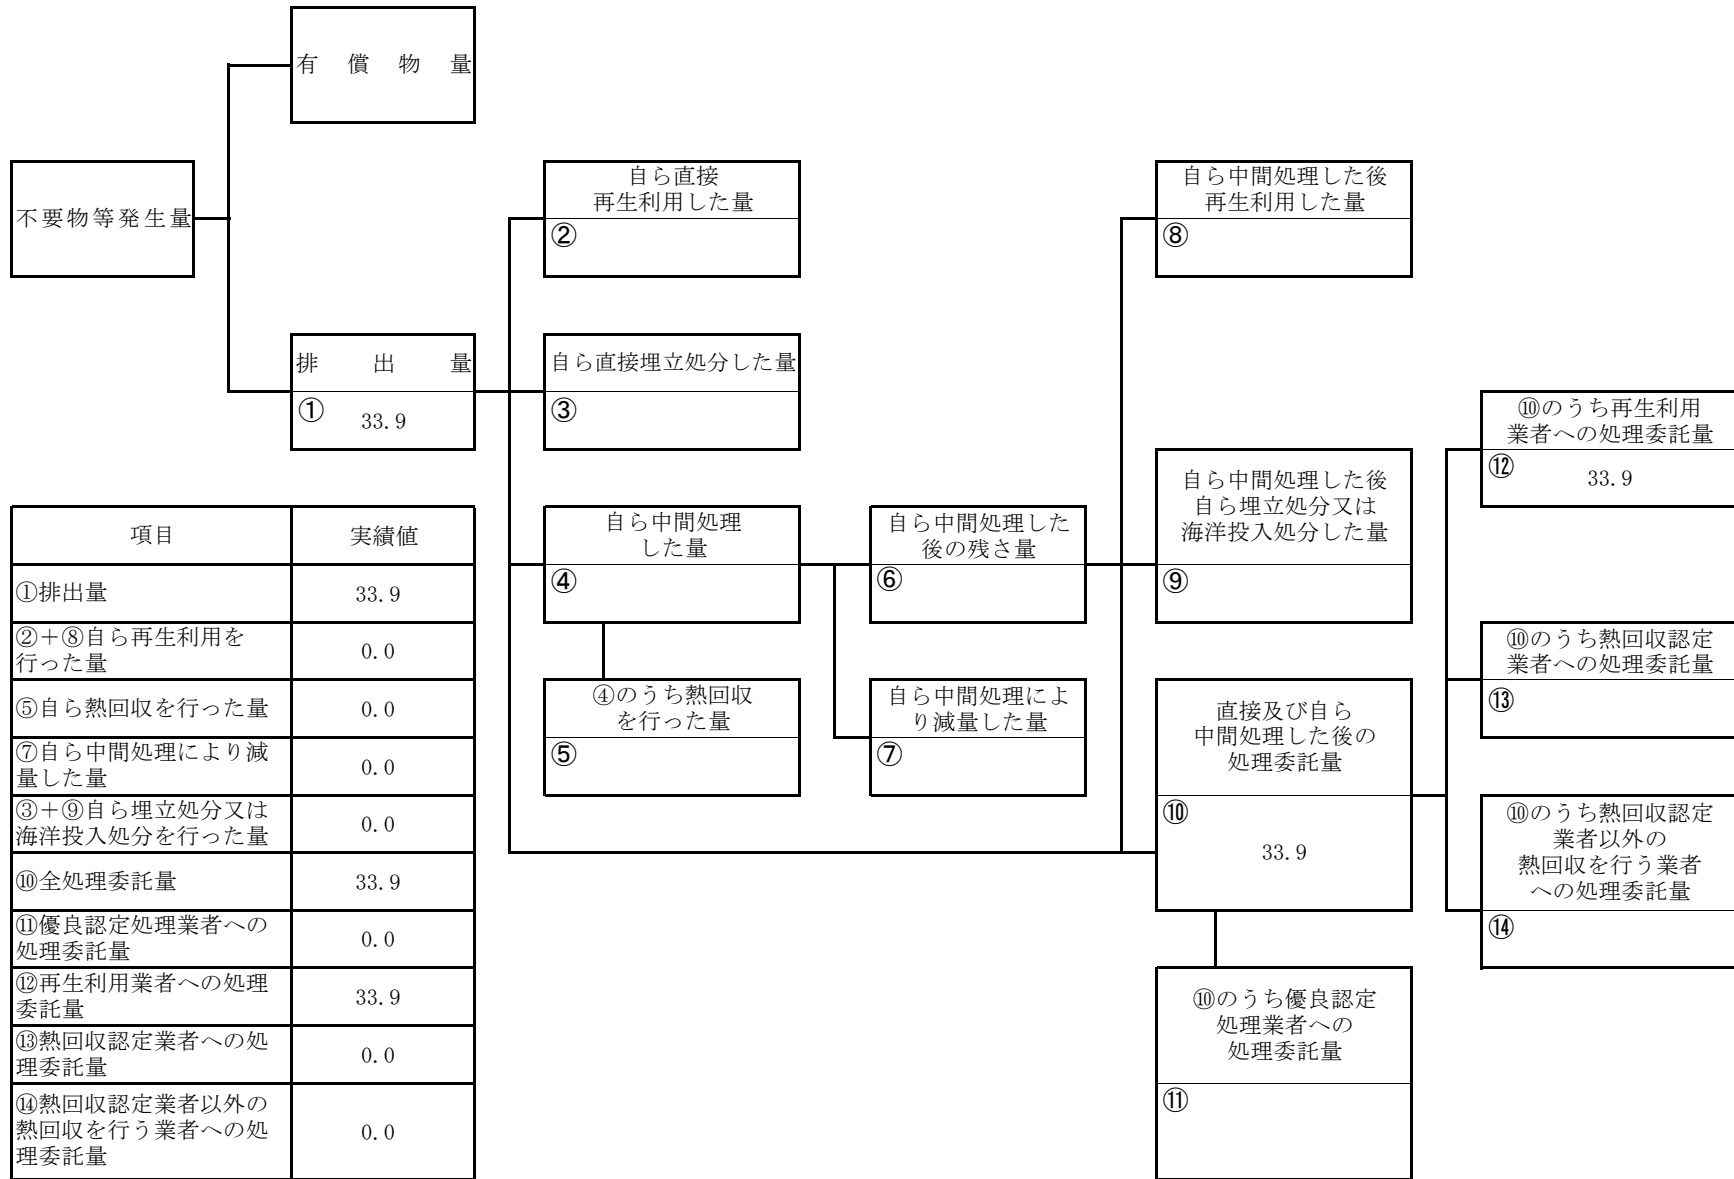 有償物量
不要物等発生量
自ら直接
再生利用した量
②
自ら中間処理した後
再生利用した量
⑧
排出量
① 33.9
自ら直接埋立処分した量
③
⑩のうち再生利用
業者への処理委託量
⑫ 33.9
自ら中間処理した後
自ら埋立処分又は
海洋投入処分した量
⑨
自ら中間処理
した量
④
自ら中間処理した
後の残さ量
⑥
⑩のうち熱回収認定
業者への処理委託量
⑬
④のうち熱回収
を行った量
⑤
自ら中間処理によ
り減量した量
⑦
直接及び自ら
中間処理した後の
処理委託量
⑩
33.9
⑩のうち熱回収認定
業者以外の
熱回収を行う業者
への処理委託量
⑭
⑩のうち優良認定
処理業者への
処理委託量
⑪
項目 実績値
①排出量 33.9
②+⑧自ら再生利用を
行った量 0.0
⑤自ら熱回収を行った量 0.0
⑦自ら中間処理により減
量した量 0.0
③+⑨自ら埋立処分又は
海洋投入処分を行った量 0.0
⑩全処理委託量 33.9
⑪優良認定処理業者への
処理委託量 0.0
⑫再生利用業者への処理
委託量 33.9
⑬熱回収認定業者への処
理委託量 0.0
⑭熱回収認定業者以外の
熱回収を行う業者への処
理委託量 0.0